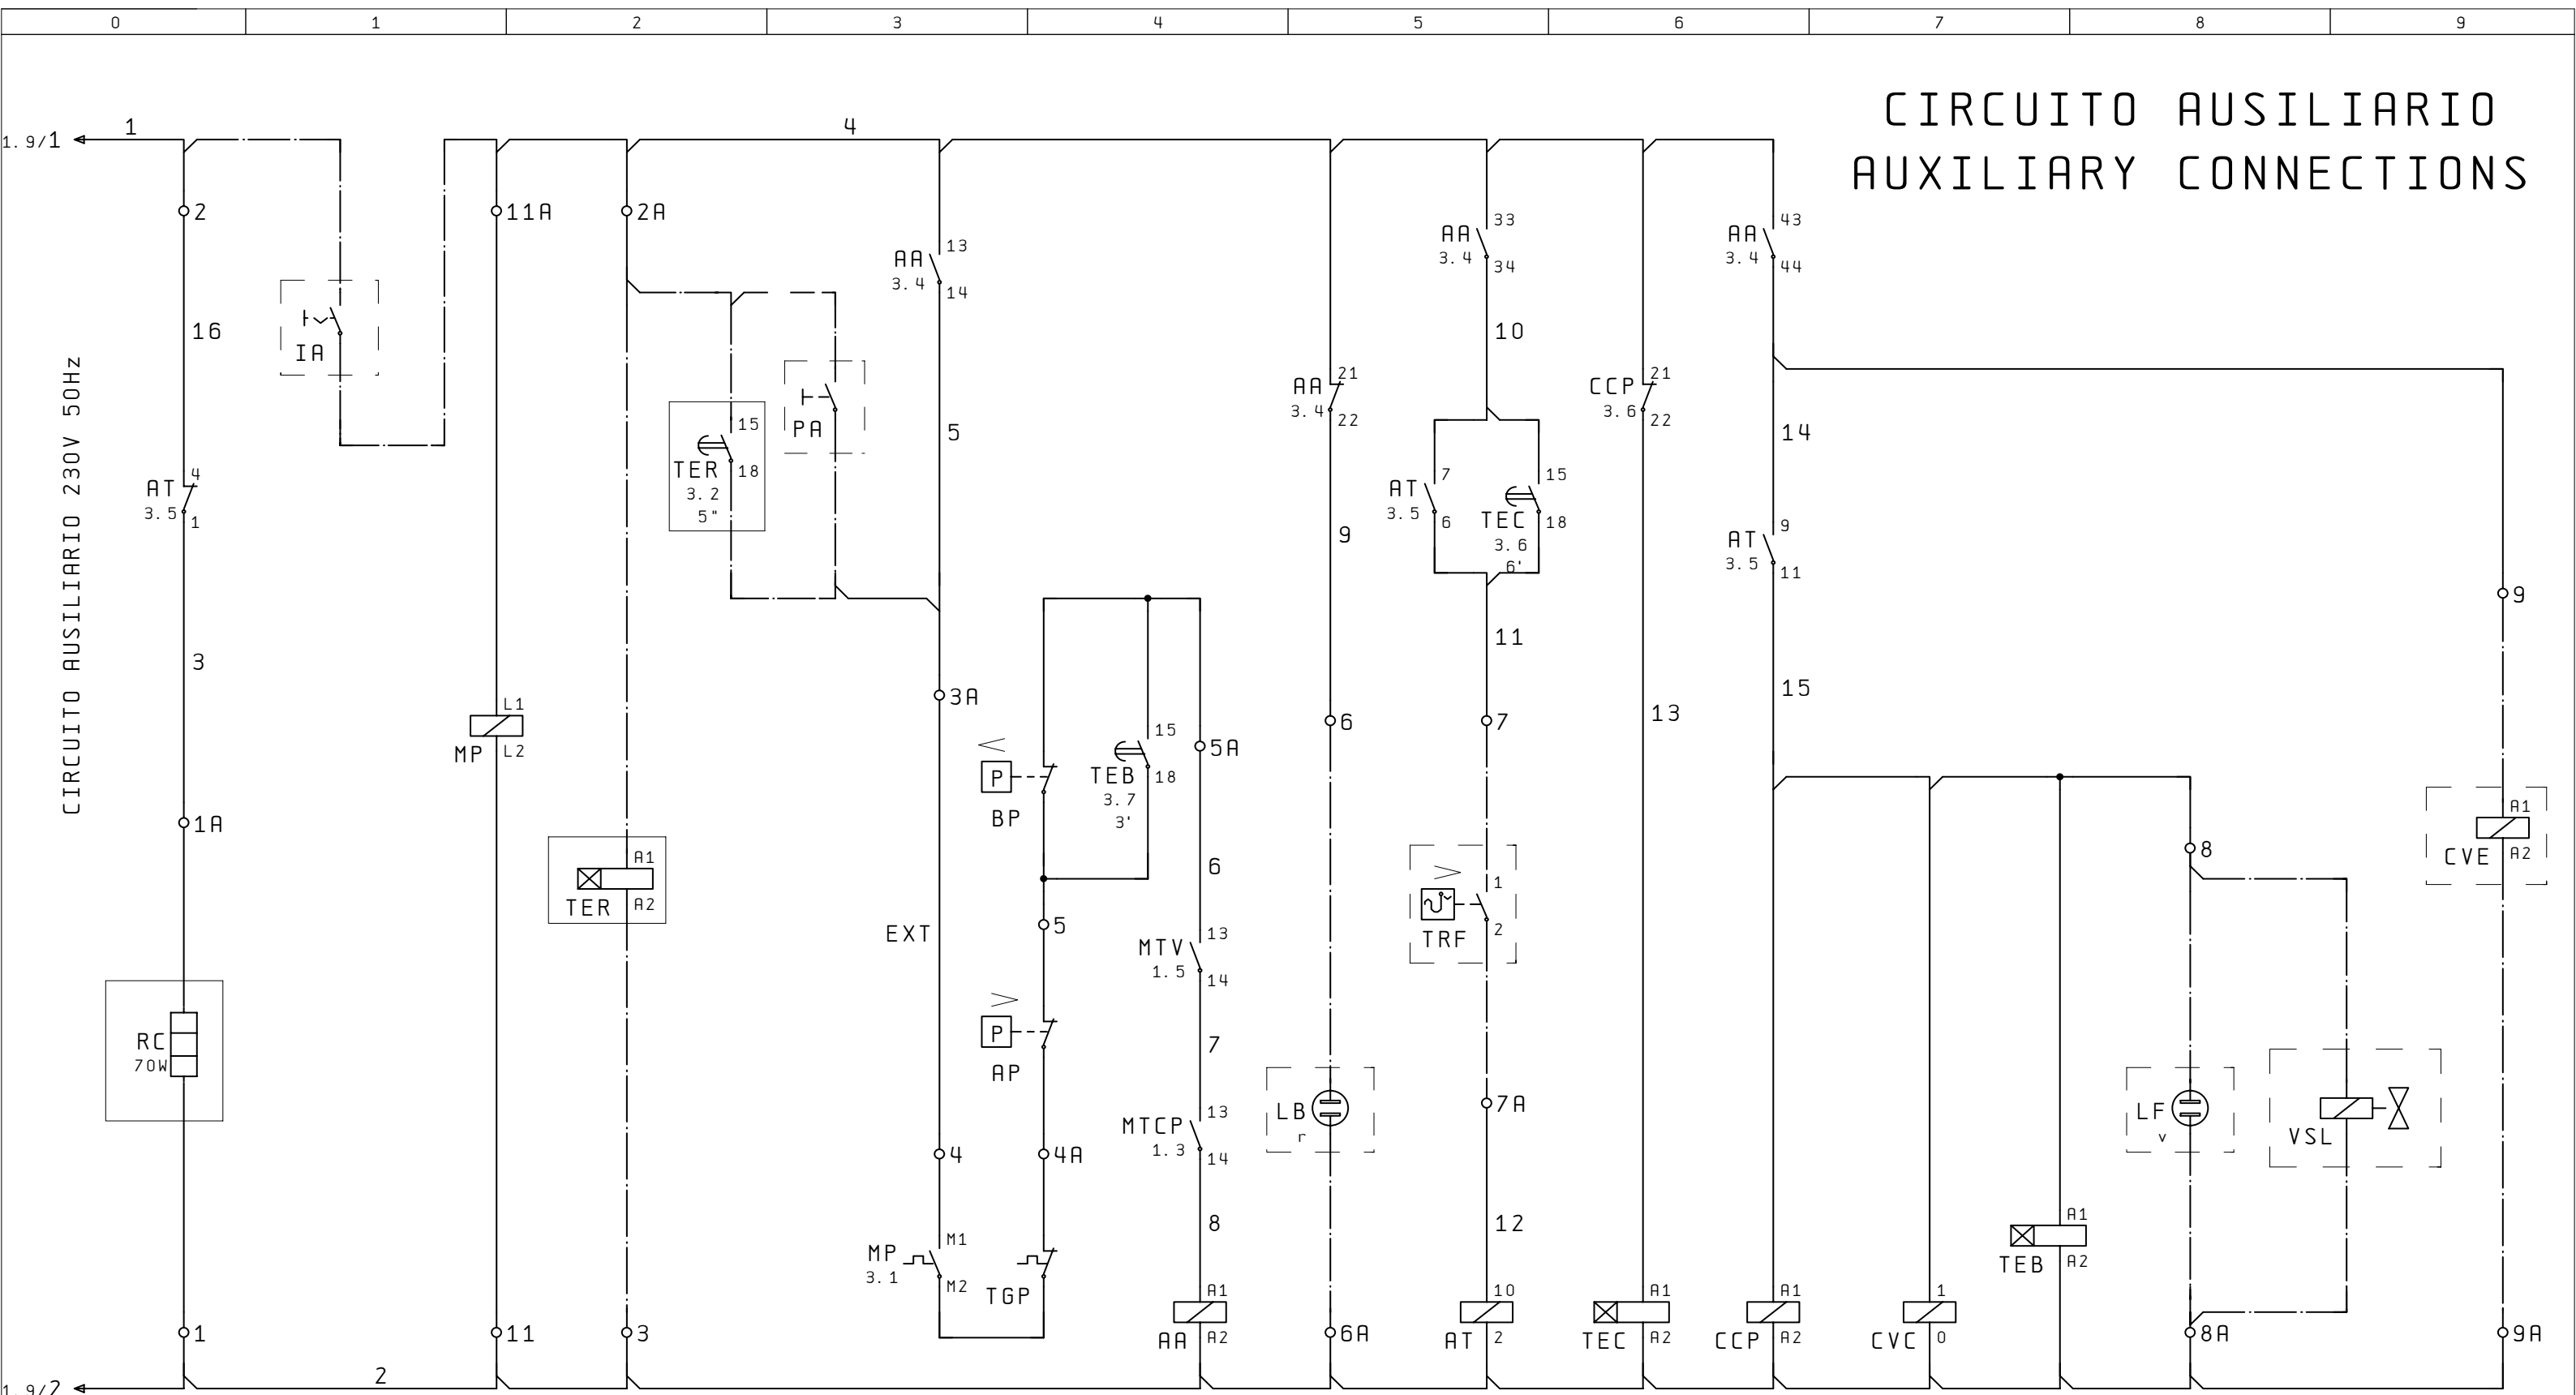 0 1 2 3 4 5 6 7 8 9
CIRCUITO AUSILIARIO
AUXILIARY CONNECTIONS
CIRCUITO AUSILIARIO 230V 50Hz
1.9/1
1
4
2
16
4
AT
3.5
1
3
1A
RC
70W
1
IA
11A
L1
MP
L2
11
2A
15
TER
18
3.2
5"
PA
A1
TER
A2
3
13
AA
3.4
14
5
3A
EXT
4
M1
MP
3.1
M2
<
P
BP
5
>
P
AP
4A
TGP
15
TEB
18
3.7
3'
5A
6
13
MTV
1.5
14
7
13
MTCP
1.3
14
8
A1
AA
A2
21
AA
3.4
22
9
6
LB
r
6A
33
AA
3.4
34
10
7
AT
3.5
6
15
TEC
18
3.6
6'
11
7
>
1
TRF
2
7A
12
10
AT
2
21
CCP
3.6
22
13
A1
TEC
A2
43
AA
3.4
44
14
9
AT
3.5
11
15
A1
CCP
A2
1
CVC
0
A1
TEB
A2
8
LF
v
8A
VSL
9
A1
CVE
A2
9A
1.9/2
2